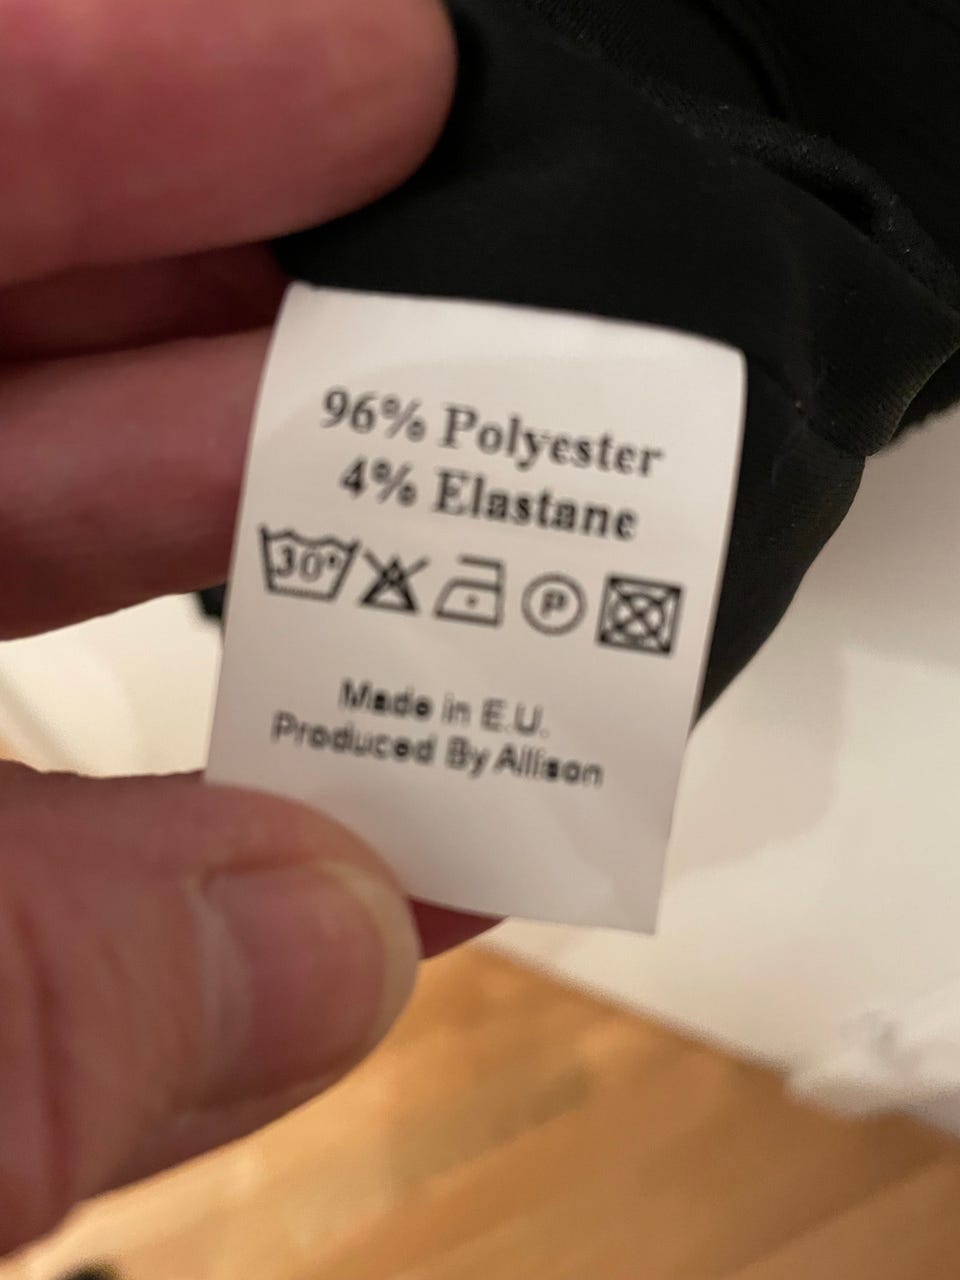 96% Polyester
4% Elastane
30° P
Made in E.U.
Produced By Allison